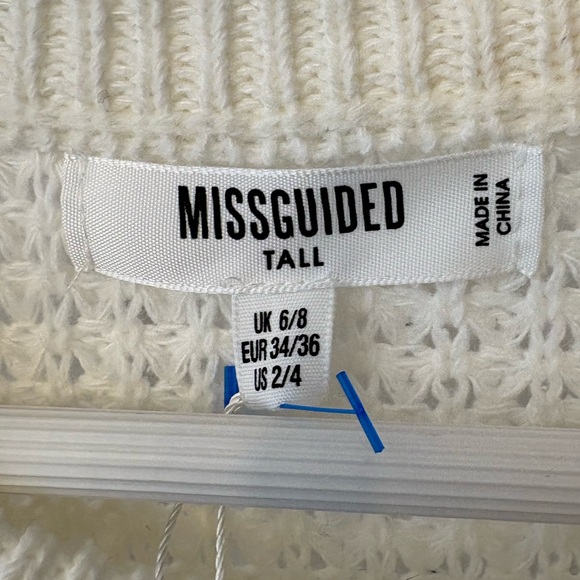 MISSGUIDED
TALL
MADE IN
CHINA
UK 6/8
EUR 34/36
US 2/4